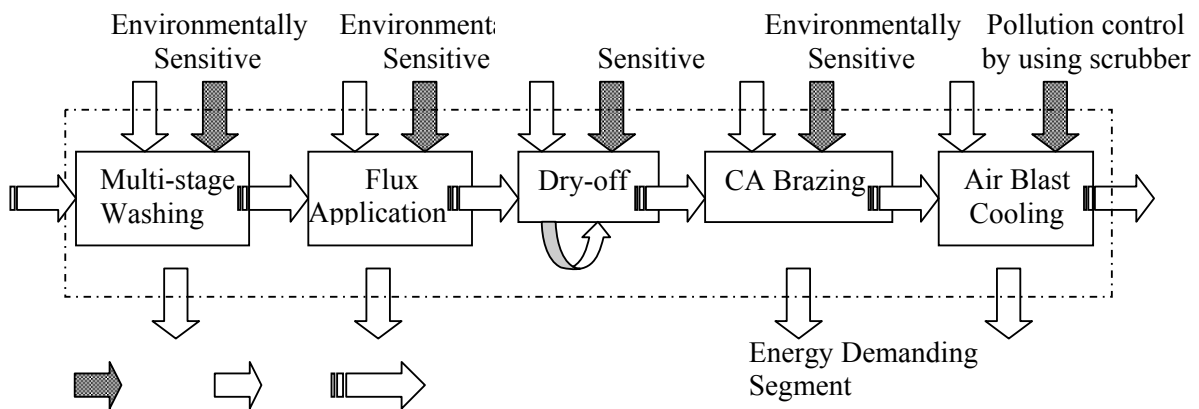 Environmentally
Sensitive
Environmenta
Sensitive
Sensitive
Environmentally
Sensitive
Pollution control
by using scrubber
Multi-stage
Washing
Flux
Application
Dry-off
CA Brazing
Air Blast
Cooling
Energy Demanding
Segment